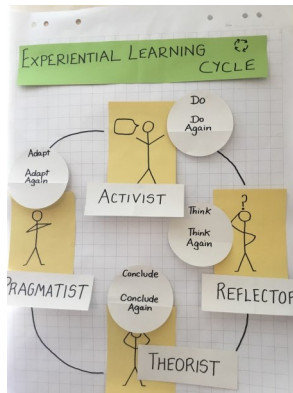 EXPERIENTIAL LEARNING
CYCLE
Do
Do
Again
ACTIVIST
Adapt
Adapt
Again
Think
Think
Again
?
PRAGMATIST
REFLECTOR
Conclude
Conclude
Again
THEORIST